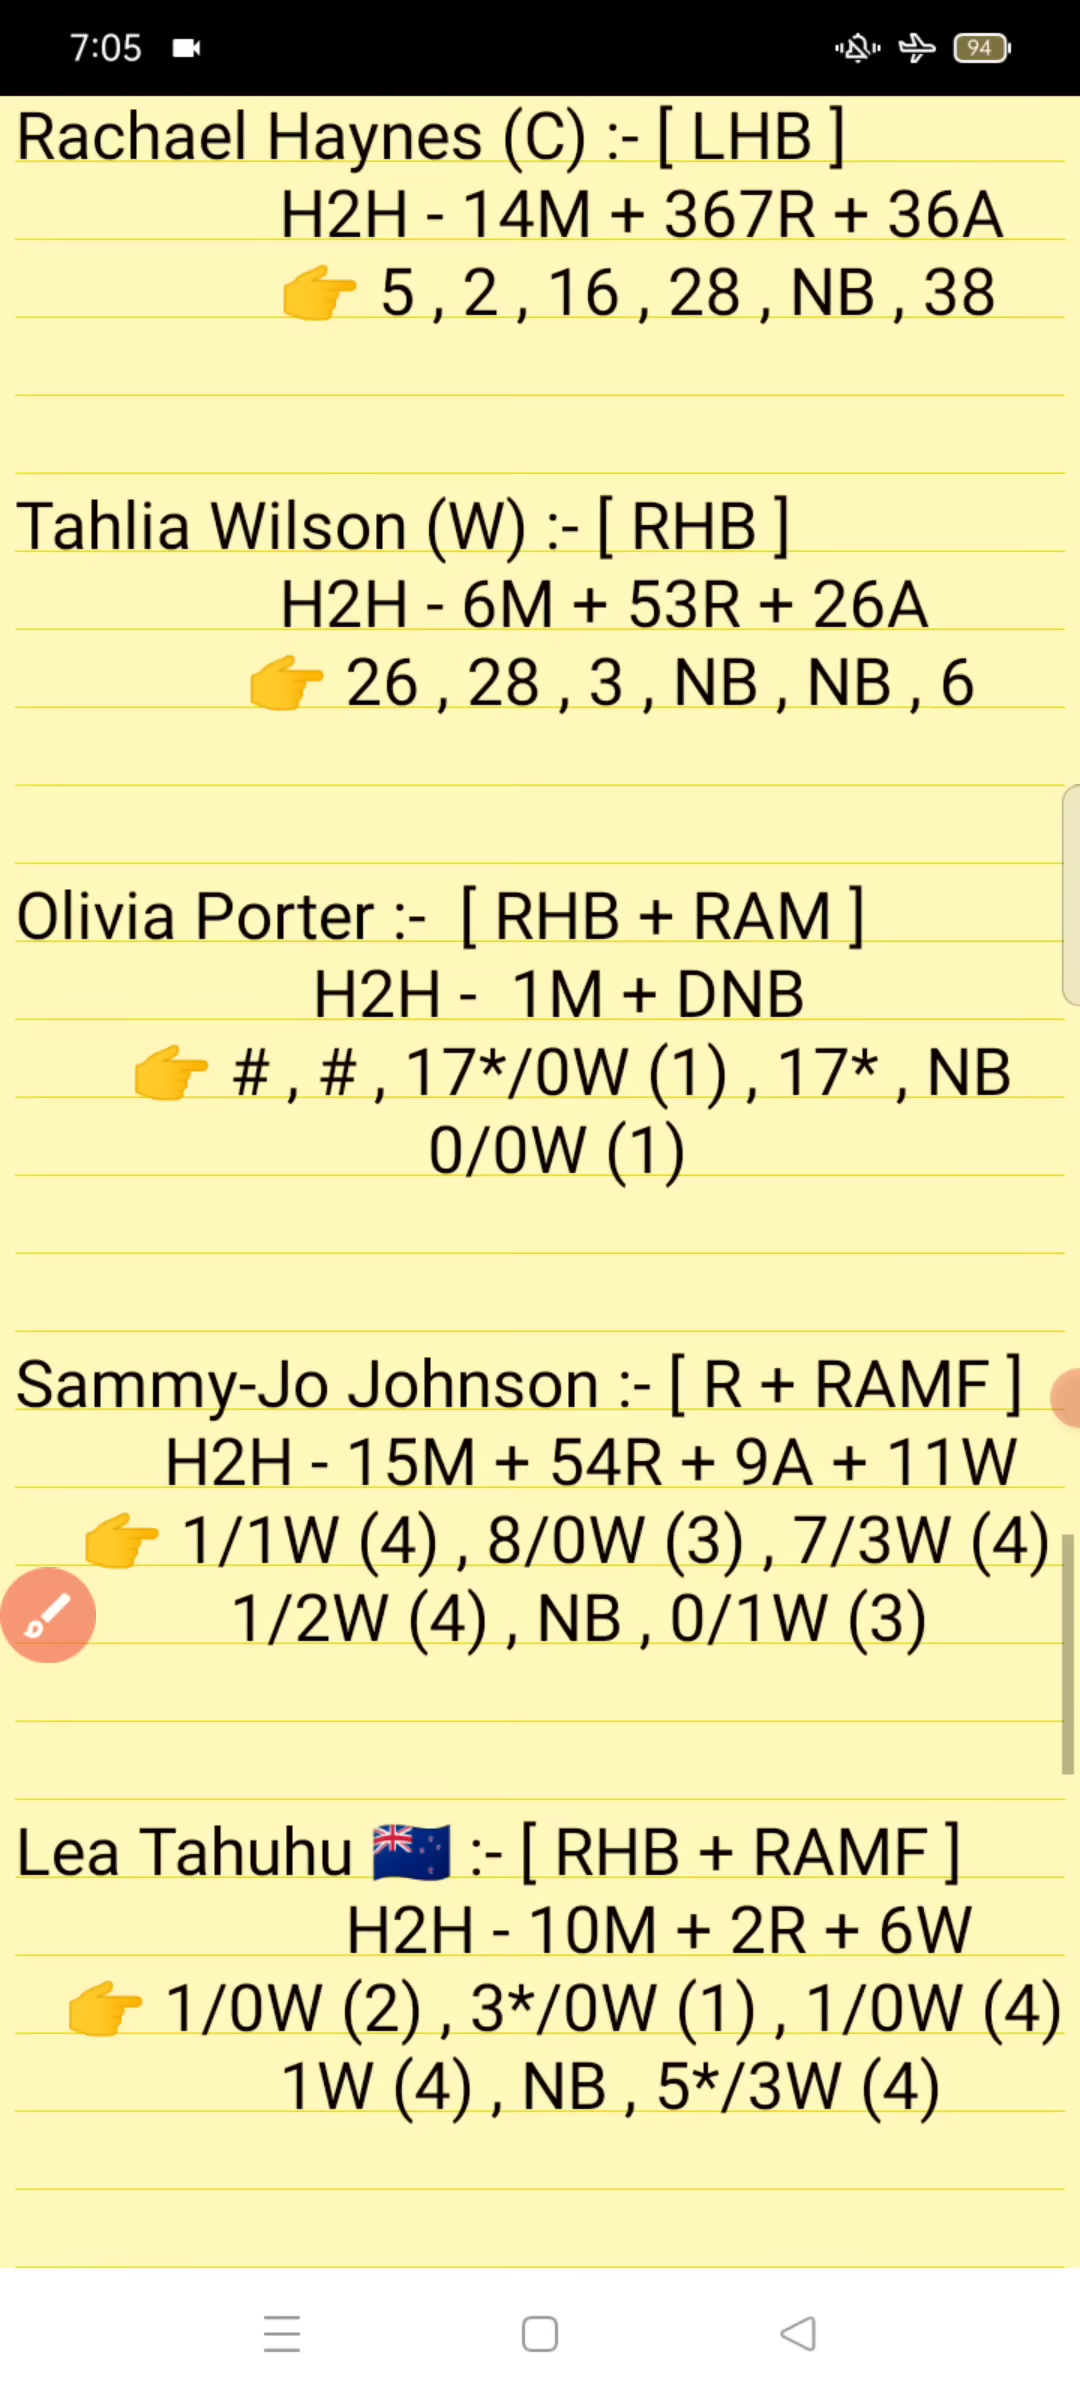 7:05
94
Rachael Haynes (C) :- [ LHB ]
H2H - 14M + 367R + 36A
👉 5 , 2 , 16 , 28 , NB , 38
Tahlia Wilson (W) :- [ RHB ]
H2H - 6M + 53R + 26A
👉 26 , 28 , 3 , NB , NB , 6
Olivia Porter :- [ RHB + RAM ]
H2H - 1M + DNB
👉 # , # , 17*/0W (1) , 17* , NB
0/0W (1)
Sammy-Jo Johnson :- [ R + RAMF ]
H2H - 15M + 54R + 9A + 11W
👉 1/1W (4) , 8/0W (3) , 7/3W (4)
1/2W (4) , NB , 0/1W (3)
Lea Tahuhu 🇳🇿 :- [ RHB + RAMF ]
H2H - 10M + 2R + 6W
👉 1/0W (2) , 3*/0W (1) , 1/0W (4)
1W (4) , NB , 5*/3W (4)